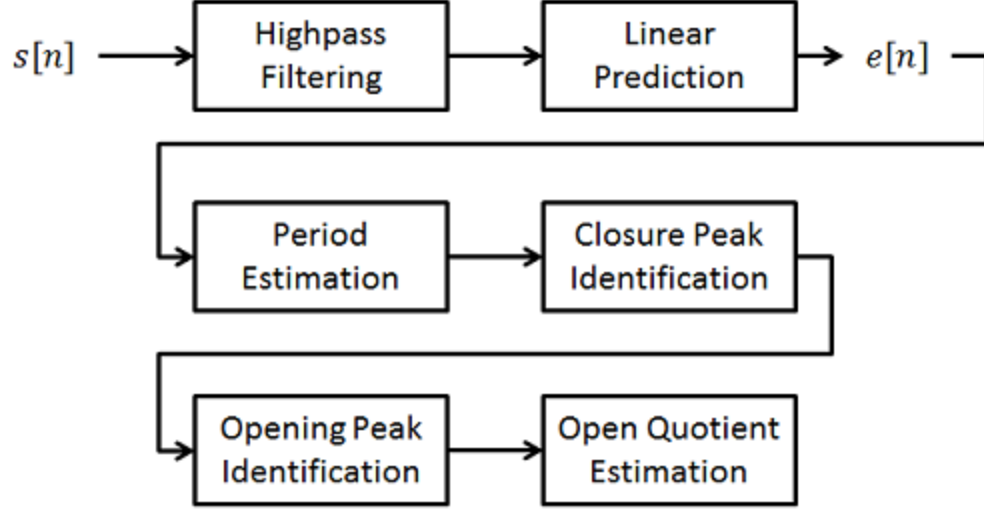 s[n]
Highpass
Filtering
Linear
Prediction
e[n]
Period
Estimation
Closure Peak
Identification
Opening Peak
Identification
Open Quotient
Estimation